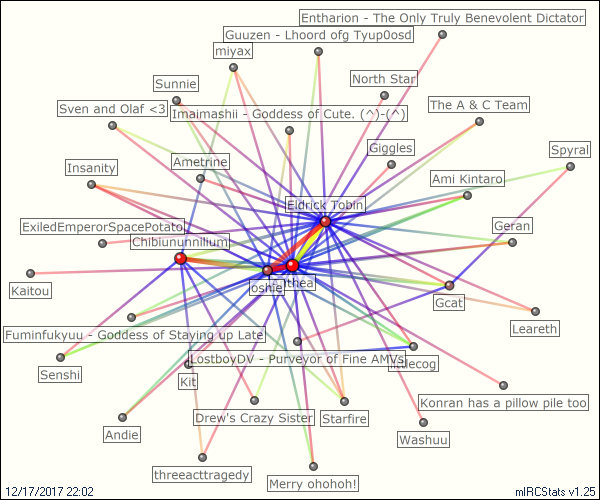 Entharion - The Only Truly Benevolent Dictator
Guuzen - Lhoord ofg Tyup0osd
miyax
Sunnie
North Star
Sven and Olaf <3
Imaimashii - Goddess of Cute. (^)-(^)
The A & C Team
Giggles
Spyral
Insanity
Ametrine
Ami Kintaro
Eldrick Tobin
ExiledEmperorSpacePotato
Geran
Chibiununnilium
oshie
Kaitou
Gcat
Fuminfukyuu - Goddess of Staying up Late
Leareth
Senshi
Kit
LostboyDV - Purveyor of Fine AMVs
Konran has a pillow pile too
Andie
Drew's Crazy Sister
Starfire
Washuu
threeacttragedy
Merry ohohoh!
12/17/2017 22:02
mIRCStats v1.25